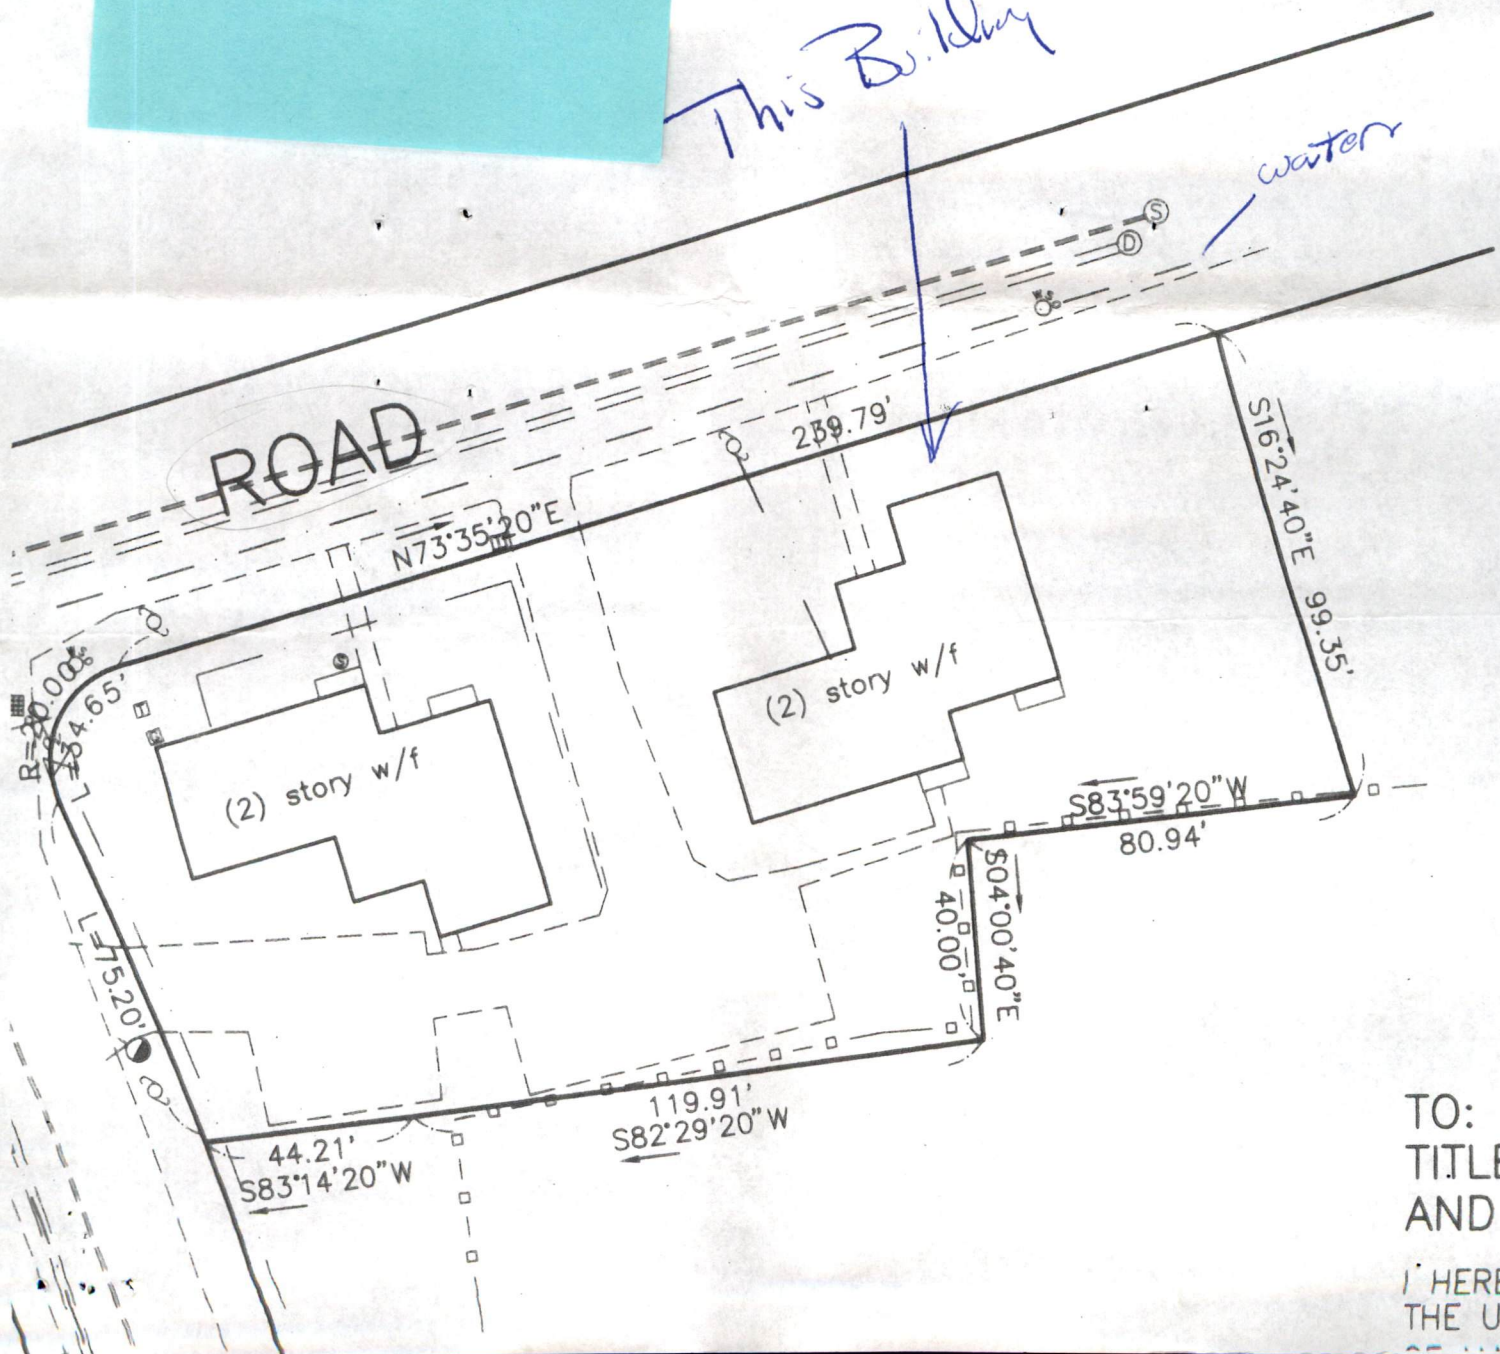 This Building
water
S
D
ROAD
239.79'
N73°35'20"E
S16°24'40"E 99.35'
L=34.65'
(2) story w/f
(2) story w/f
S83°59'20"W
80.94'
S04°00'40"E
40.00'
L=75.20'
119.91'
S82°29'20"W
44.21'
S83°14'20"W
TO:
TITLE
AND
I HERE
THE U